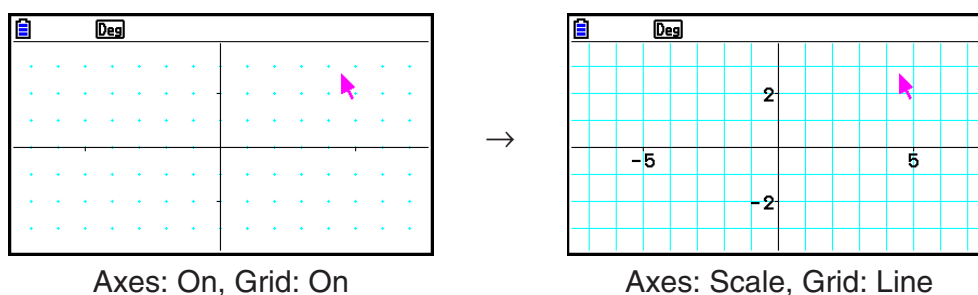 Deg
→
Deg
2
-5
5
-2
Axes: On, Grid: On
Axes: Scale, Grid: Line